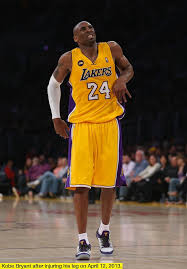 LAKERS
24
Kobe Bryant after injuring his leg on April 12, 2013.